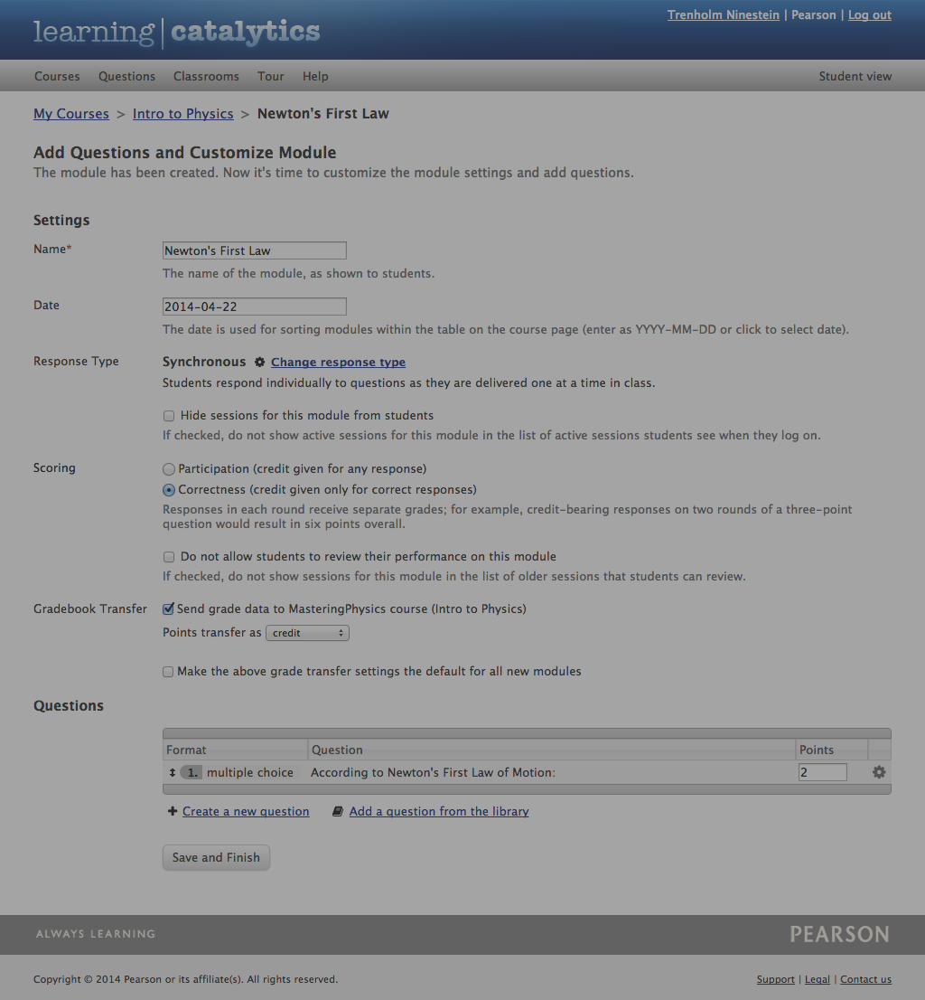 learning | catalytics
Trenholm Ninestein | Pearson | Log out
Courses Questions Classrooms Tour Help Student view
My Courses > Intro to Physics > Newton's First Law
Add Questions and Customize Module
The module has been created. Now it's time to customize the module settings and add questions.
Settings
Name* Newton's First Law
The name of the module, as shown to students.
Date 2014-04-22
The date is used for sorting modules within the table on the course page (enter as YYYY-MM-DD or click to select date).
Response Type Synchronous Change response type
Students respond individually to questions as they are delivered one at a time in class.
Hide sessions for this module from students
If checked, do not show active sessions for this module in the list of active sessions students see when they log on.
Scoring Participation (credit given for any response)
Correctness (credit given only for correct responses)
Responses in each round receive separate grades; for example, credit-bearing responses on two rounds of a three-point
question would result in six points overall.
Do not allow students to review their performance on this module
If checked, do not show sessions for this module in the list of older sessions that students can review.
Gradebook Transfer Send grade data to MasteringPhysics course (Intro to Physics)
Points transfer as credit
Make the above grade transfer settings the default for all new modules
Questions
Format Question Points
1. multiple choice According to Newton's First Law of Motion: 2
Create a new question Add a question from the library
Save and Finish
ALWAYS LEARNING PEARSON
Copyright © 2014 Pearson or its affiliate(s). All rights reserved. Support | Legal | Contact us